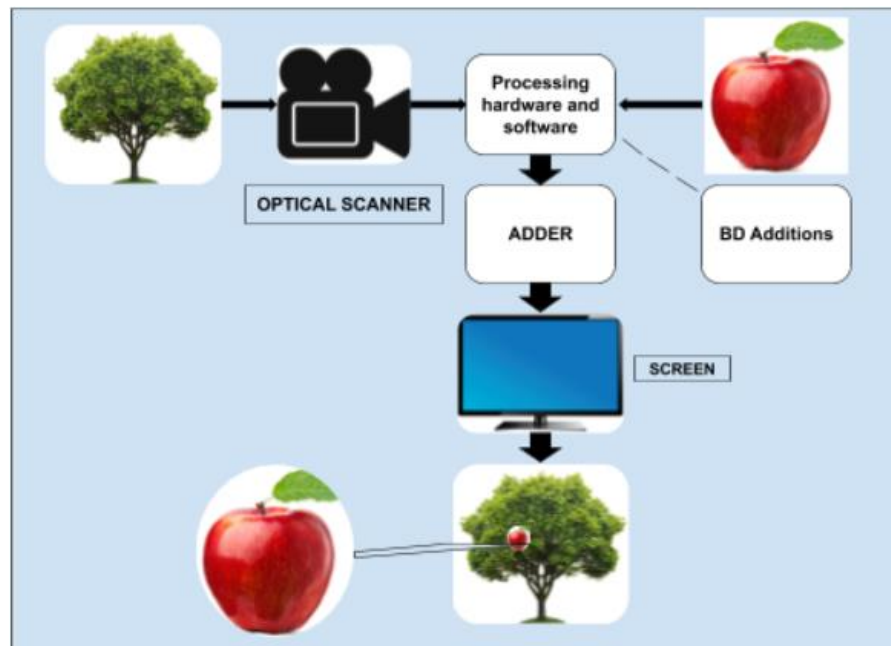 Processing
hardware and
software
OPTICAL SCANNER
ADDER
BD Additions
SCREEN